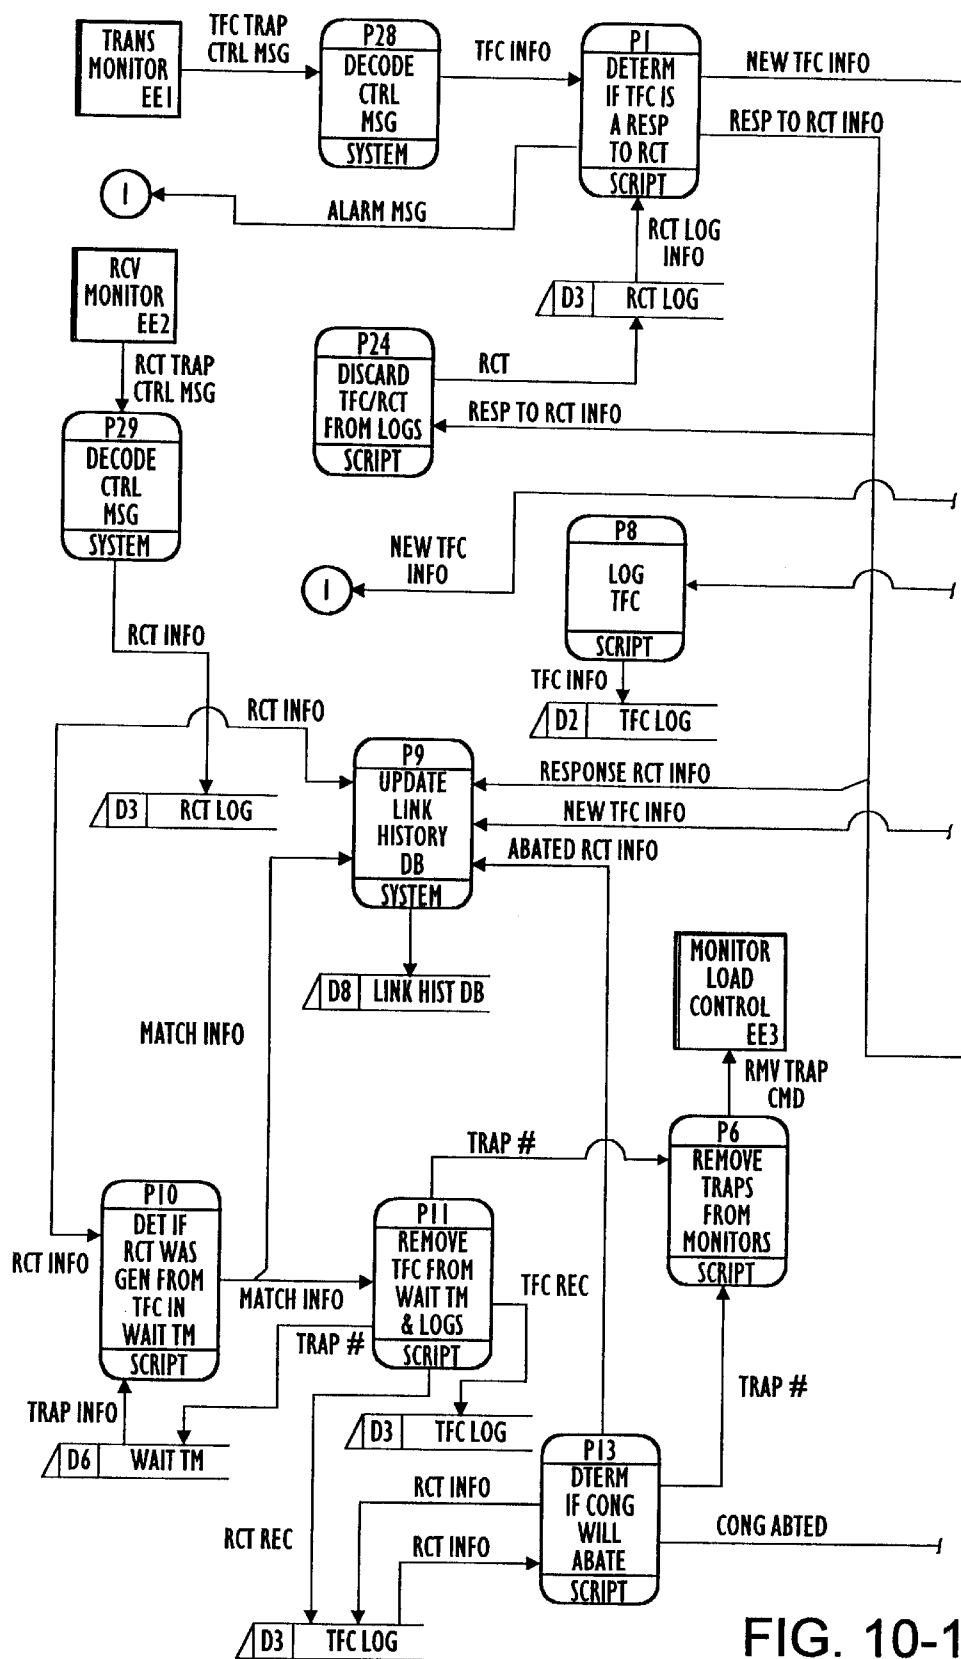 TRANS
MONITOR
EE1
TFC TRAP
CTRL MSG
P28
DECODE
CTRL
MSG
SYSTEM
TFC INFO
P1
DETERM
IF TFC IS
A RESP
TO RCT
SCRIPT
NEW TFC INFO
RESP TO RCT INFO
1
ALARM MSG
RCT LOG
INFO
RCV
MONITOR
EE2
D3 RCT LOG
RCT TRAP
CTRL MSG
P24
DISCARD
TFC/RCT
FROM LOGS
SCRIPT
RCT
RESP TO RCT INFO
P29
DECODE
CTRL
MSG
SYSTEM
NEW TFC
INFO
1
P8
LOG
TFC
SCRIPT
RCT INFO
TFC INFO
D2 TFC LOG
RCT INFO
P9
UPDATE
LINK
HISTORY
DB
SYSTEM
RESPONSE RCT INFO
NEW TFC INFO
ABATED RCT INFO
D3 RCT LOG
D8 LINK HIST DB
MONITOR
LOAD
CONTROL
EE3
MATCH INFO
RMV TRAP
CMD
TRAP #
P6
REMOVE
TRAPS
FROM
MONITORS
SCRIPT
P10
DET IF
RCT WAS
GEN FROM
TFC IN
WAIT TM
SCRIPT
RCT INFO
MATCH INFO
P11
REMOVE
TFC FROM
WAIT TM
& LOGS
SCRIPT
TFC REC
TRAP #
TRAP #
TRAP INFO
D6 WAIT TM
D3 TFC LOG
P13
DTERM
IF CONG
WILL
ABATE
SCRIPT
RCT INFO
RCT REC
RCT INFO
CONG ABTED
D3 TFC LOG
FIG. 10-1